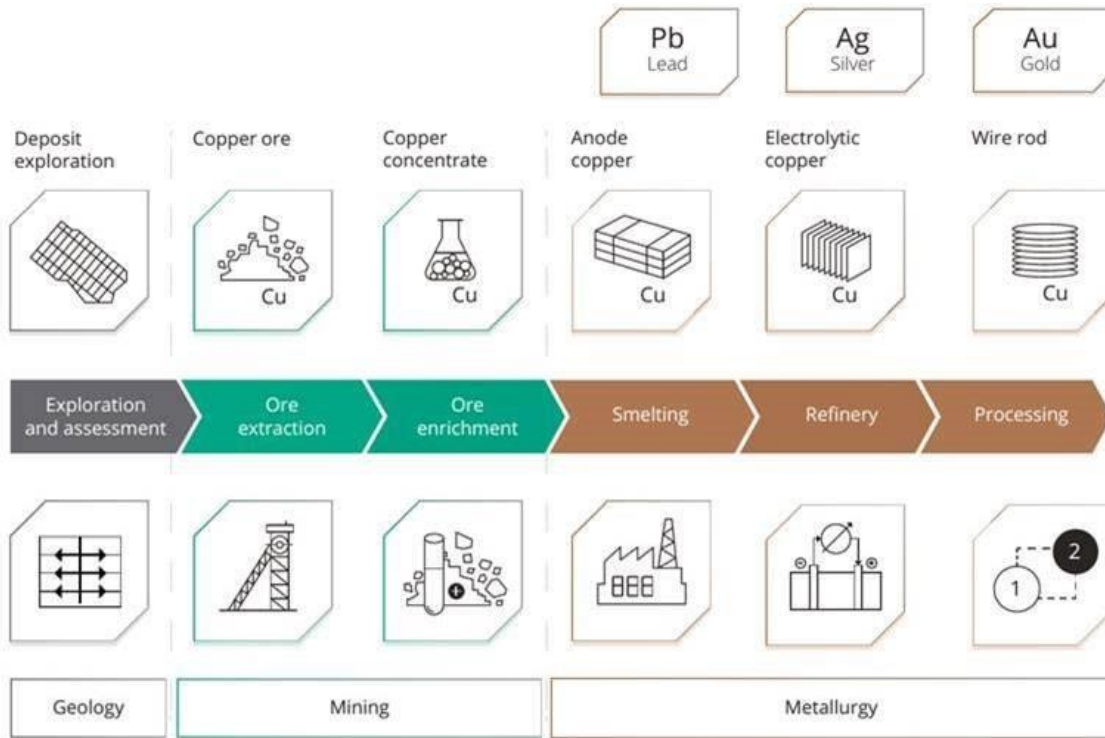 Pb
Lead
Ag
Silver
Au
Gold
Deposit
exploration
Copper ore
Copper
concentrate
Anode
copper
Electrolytic
copper
Wire rod
Cu
Cu
Cu
Cu
Cu
Exploration
and assessment
Ore
extraction
Ore
enrichment
Smelting
Refinery
Processing
1
2
Geology
Mining
Metallurgy